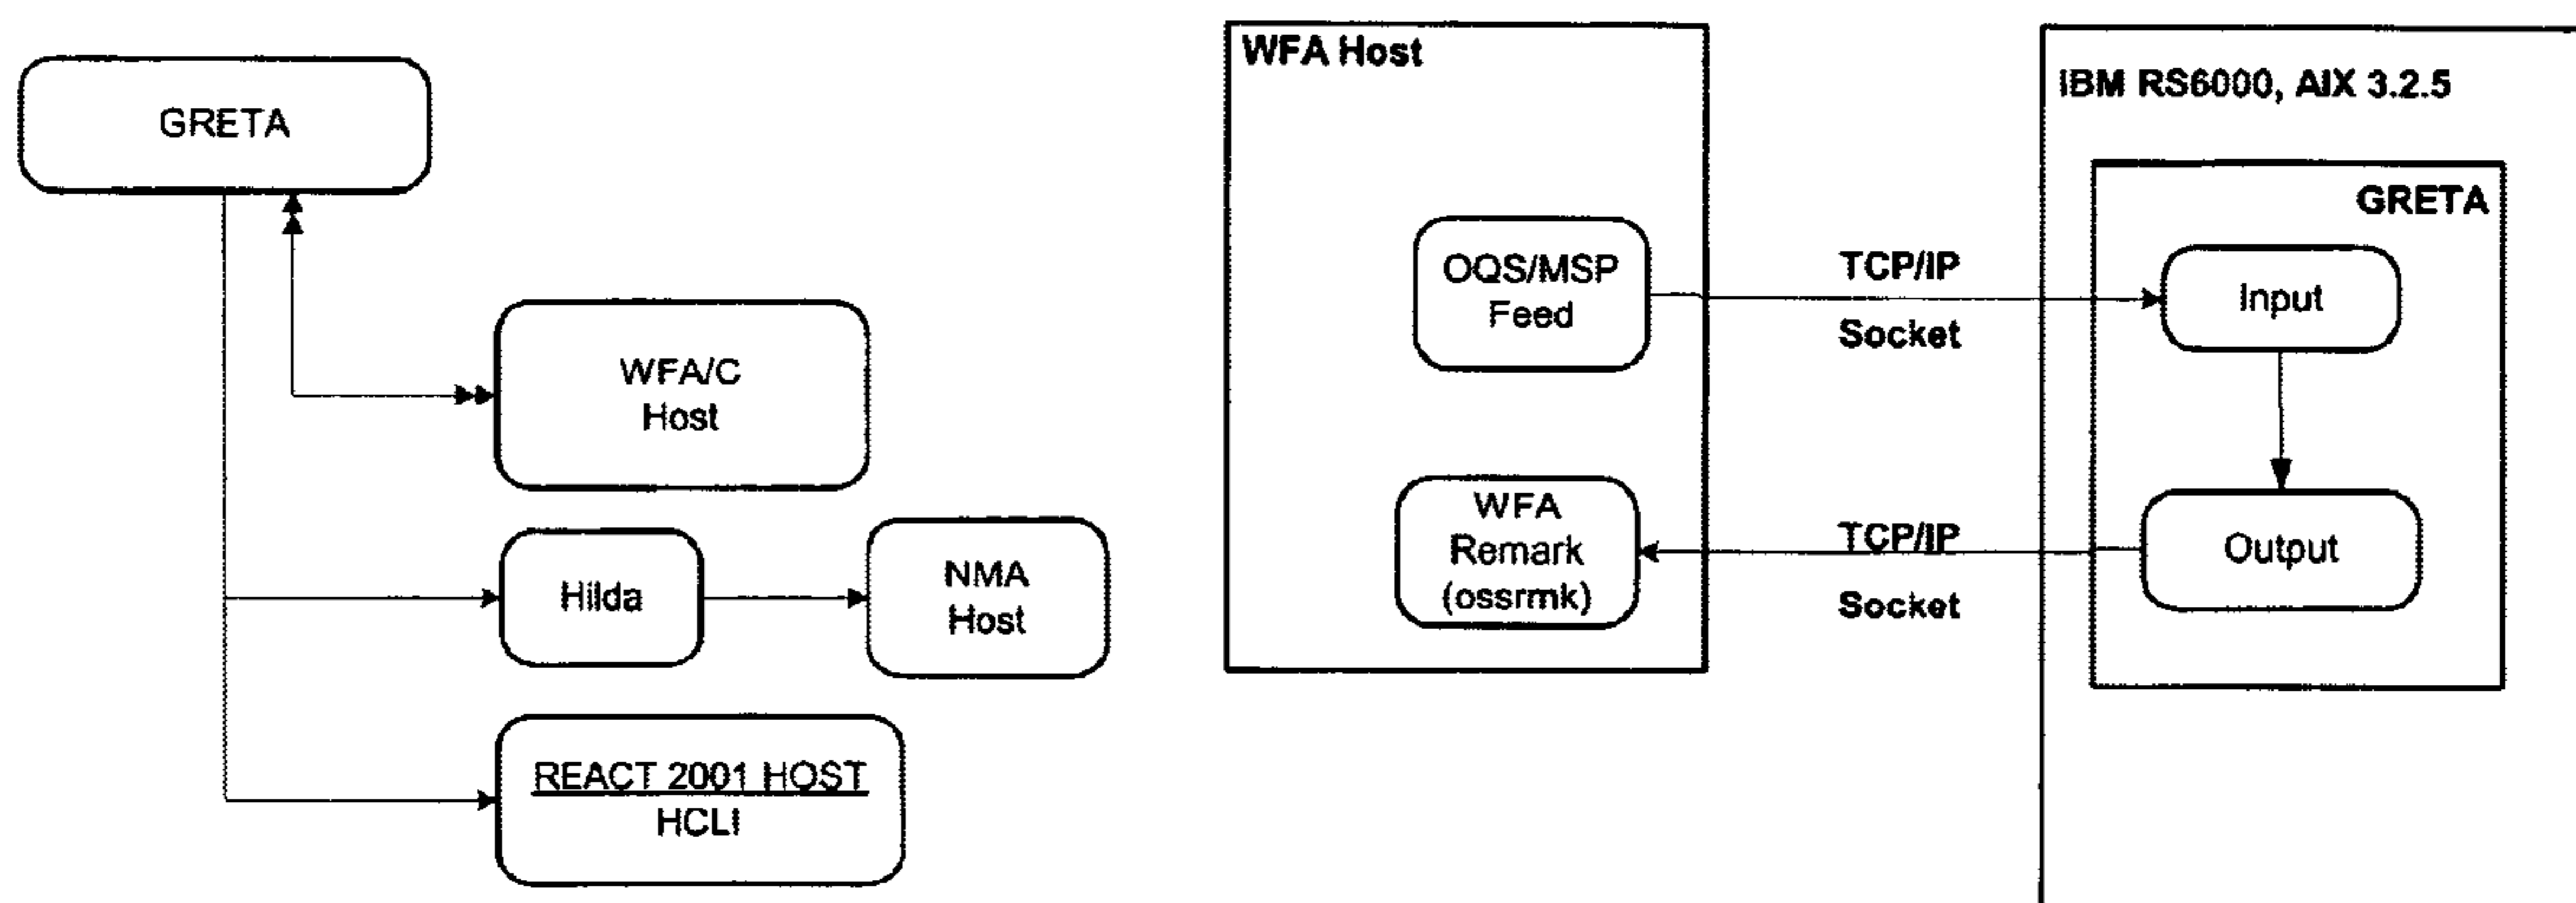 GRETA
WFA/C
Host
Hilda
NMA
Host
REACT 2001 HOST
HCLI
WFA Host
OQS/MSP
Feed
WFA
Remark
(ossrmk)
TCP/IP
Socket
TCP/IP
Socket
IBM RS6000, AIX 3.2.5
GRETA
Input
Output